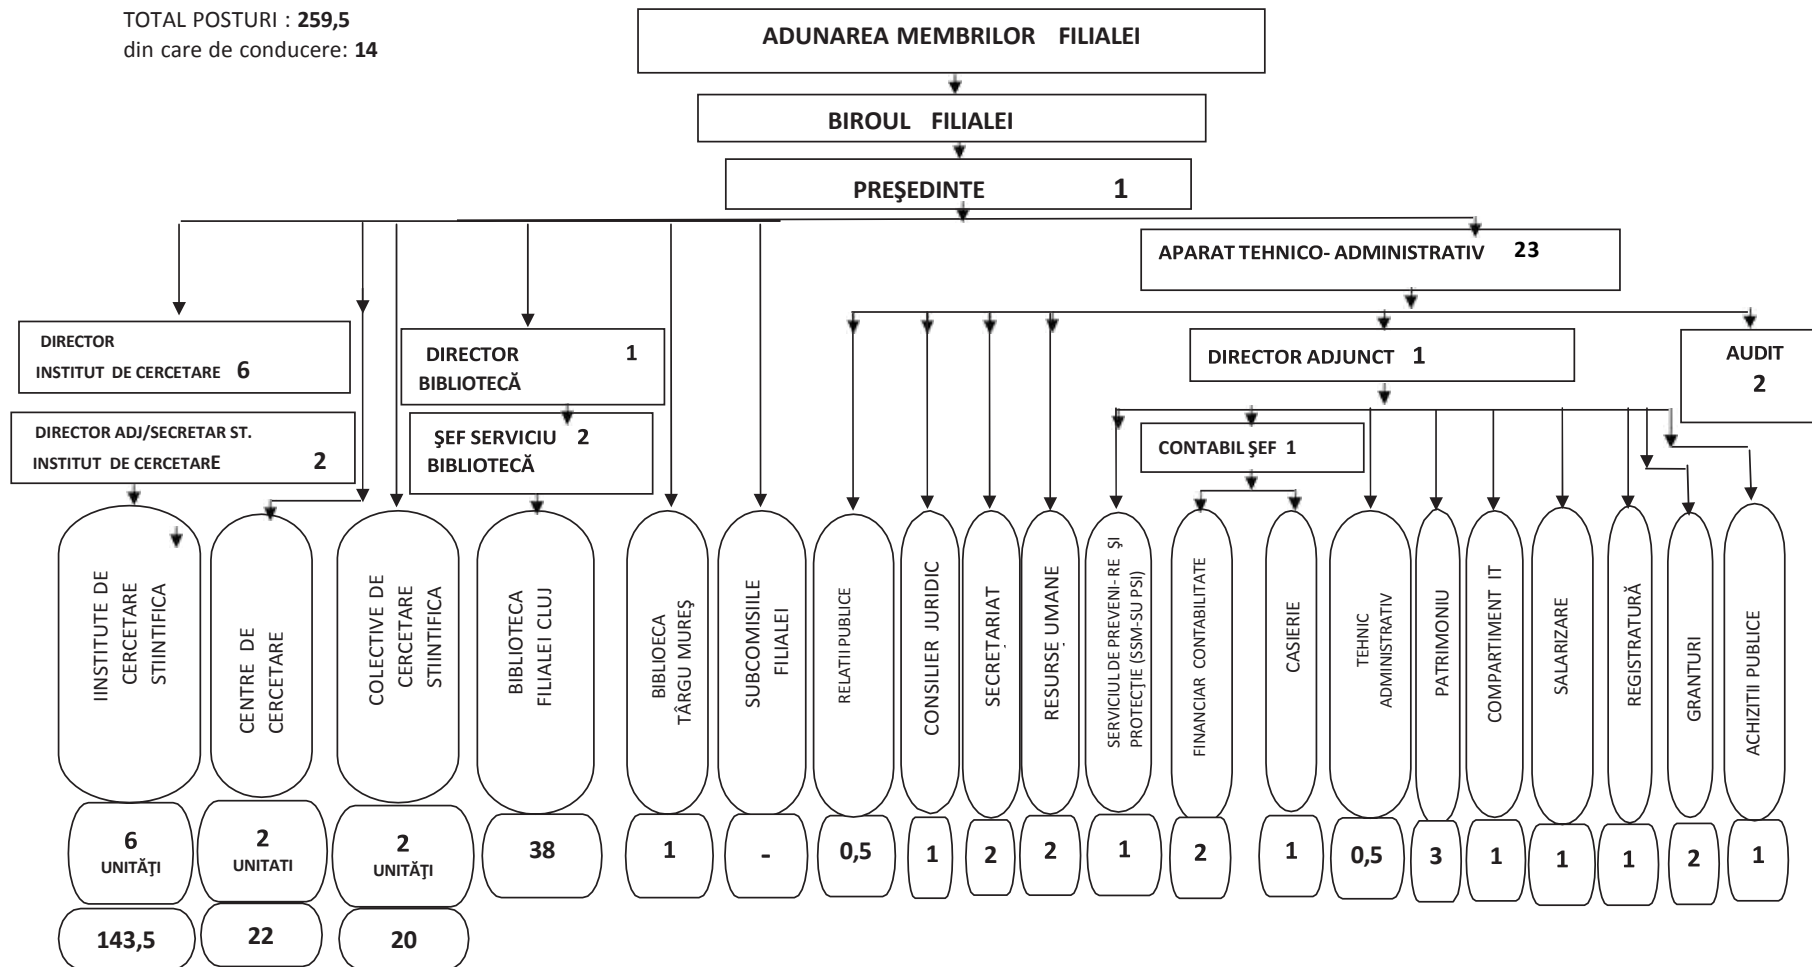 TOTAL POSTURI : 259,5
din care de conducere: 14
ADUNAREA MEMBRILOR FILIALEI
BIROUL FILIALEI
PREŞEDINTE 1
APARAT TEHNICO- ADMINISTRATIV 23
DIRECTOR
INSTITUT DE CERCETARE 6
DIRECTOR 1
BIBLIOTECĂ
DIRECTOR ADJUNCT 1
AUDIT
2
DIRECTOR ADJ/SECRETAR ST.
INSTITUT DE CERCETARE 2
ŞEF SERVICIU 2
BIBLIOTECĂ
CONTABIL ŞEF 1
IINSTITUTE DE
CERCETARE
STIINTIFICA
CENTRE DE
CERCETARE
COLECTIVE DE
CERCETARE
STIINTIFICA
BIBLIOTECA
FILIALEI CLUJ
BIBLIOECA
TÂRGU MUREŞ
SUBCOMISIILE
FILIALEI
RELATII PUBLICE
CONSILIER JURIDIC
SECREȚARIAT
RESURSȘE UMANE
SERVICIUL DE PREVENI-RE ŞI
PROTECŢIE (SSM-SU PSI)
FINANCIAR CONTABILITATE
CASIERIE
TEHNIC
ADMINISTRATIV
PATRIMONIU
COMPARTIMENT IT
SALARIZARE
REGISTRATURĂ
GRANTURI
ACHIZITII PUBLICE
6
UNITĂŢI
2
UNITATI
2
UNITĂŢI
38
1
-
0,5
1
2
2
1
2
1
0,5
3
1
1
1
2
1
143,5
22
20